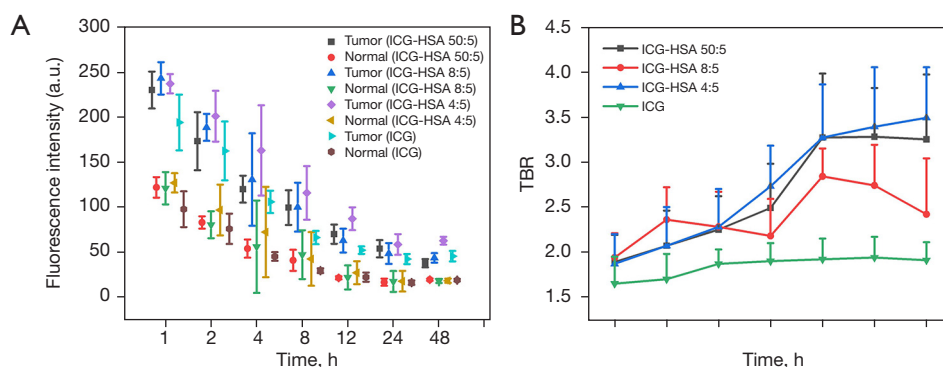 A
Fluorescence intensity (a.u.)
300
250
200
150
100
50
0
Tumor (ICG-HSA 50:5)
Normal (ICG-HSA 50:5)
Tumor (ICG-HSA 8:5)
Normal (ICG-HSA 8:5)
Tumor (ICG-HSA 4:5)
Normal (ICG-HSA 4:5)
Tumor (ICG)
Normal (ICG)
1 2 4 8 12 24 48
Time, h
B
TBR
4.5
4.0
3.5
3.0
2.5
2.0
1.5
ICG-HSA 50:5
ICG-HSA 8:5
ICG-HSA 4:5
ICG
Time, h